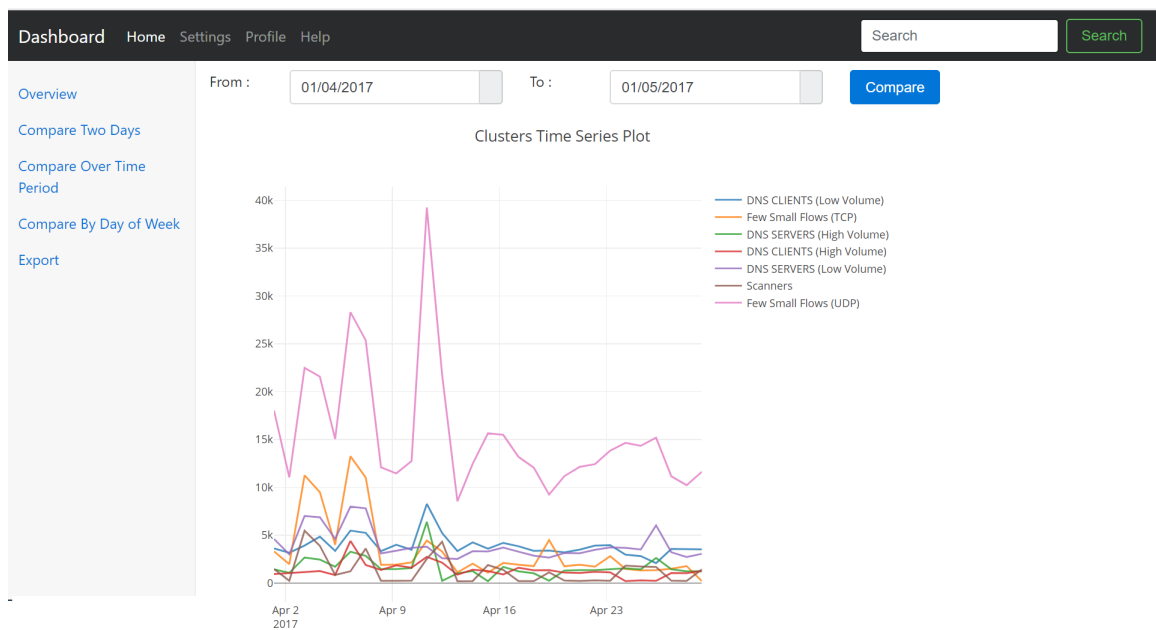 Dashboard Home Settings Profile Help Search Search
Overview
Compare Two Days
Compare Over Time
Period
Compare By Day of Week
Export
From : 01/04/2017 To : 01/05/2017 Compare
Clusters Time Series Plot
40k
35k
30k
25k
20k
15k
10k
5k
0
Apr 2
2017
Apr 9
Apr 16
Apr 23
DNS CLIENTS (Low Volume)
Few Small Flows (TCP)
DNS SERVERS (High Volume)
DNS CLIENTS (High Volume)
DNS SERVERS (Low Volume)
Scanners
Few Small Flows (UDP)